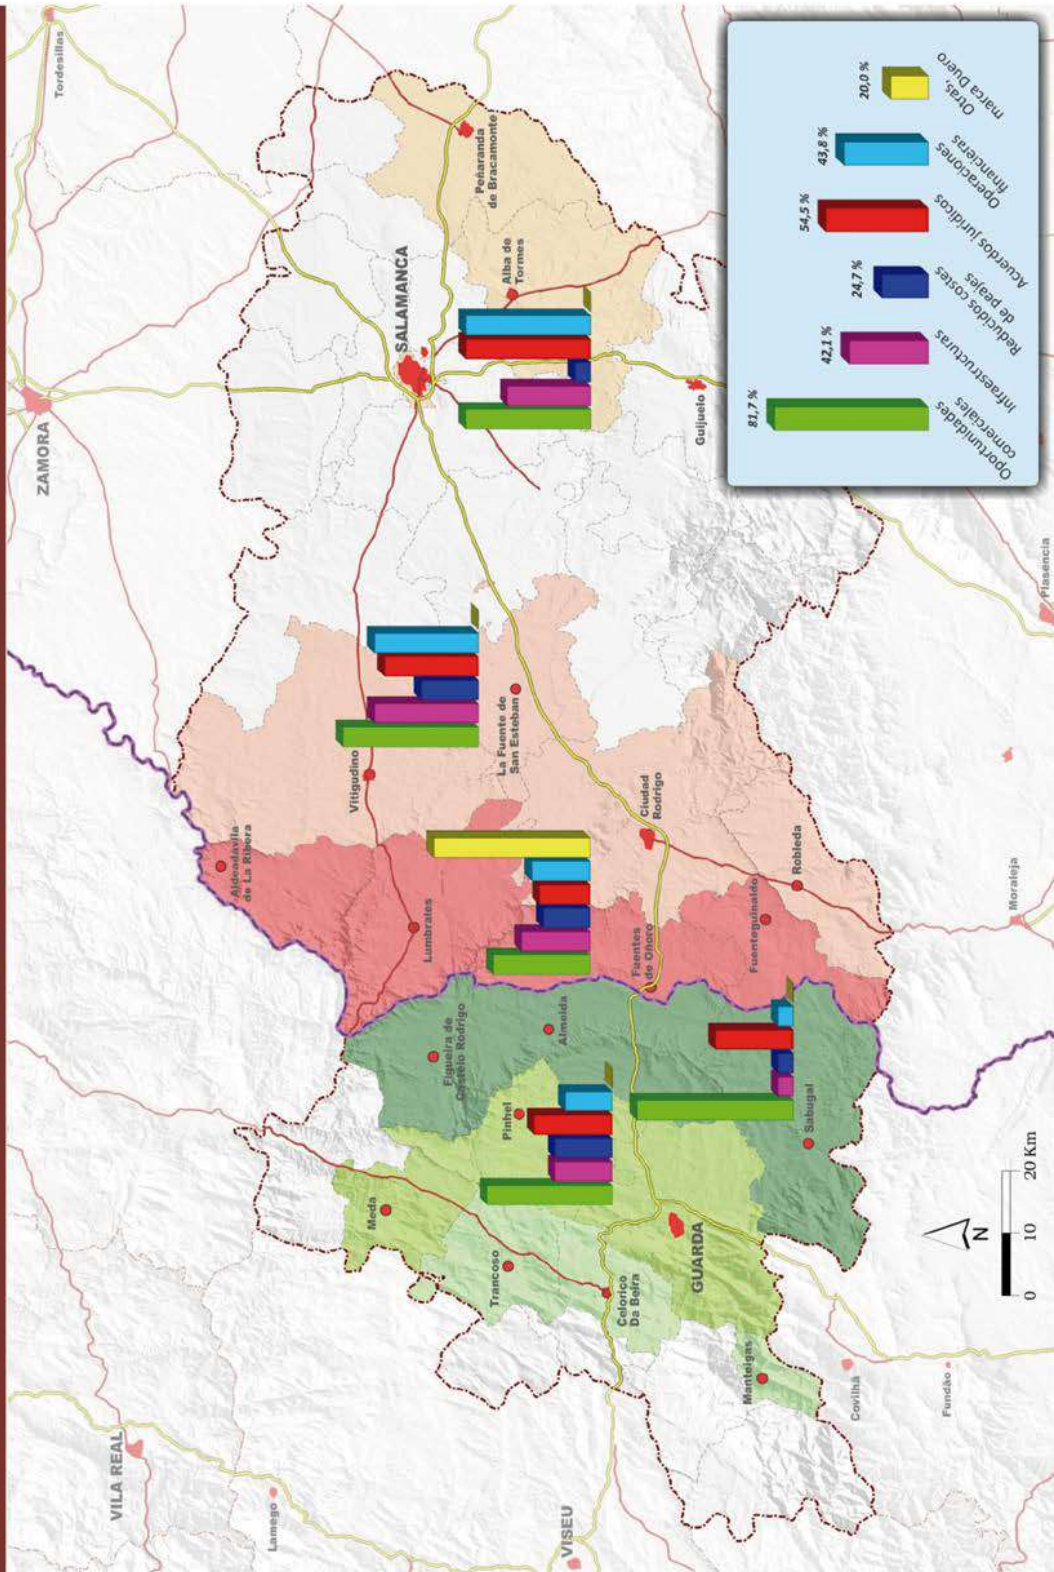 Tordesillas
ZAMORA
Peñaranda
de Bracamonte
Alba de
Tormes
SALAMANCA
Guijuelo
Vitigudino
La Fuente de
San Esteban
Aldeadávila
de La Ribera
Lumbrales
Ciudad
Rodrigo
Robleda
Fuenteguinaldo
Fuentes
de Oñoro
Moraleja
Plasencia
Figueira de
Castelo Rodrigo
Almeida
Pinhel
Sabugal
Meda
Trancoso
Celorico
Da Beira
GUARDA
Manteigas
Covilhã
Fundão
VILA REAL
Lamego
VISEU
N
0 10 20 Km
81,7 %
42,1 %
24,7 %
54,5 %
43,8 %
20,0 %
Oportunidades
comerciales
Infraestructuras
Reducidos costes
de peajes
Acuerdos jurídicos
Operaciones
financieras
Otras,
marca Duero